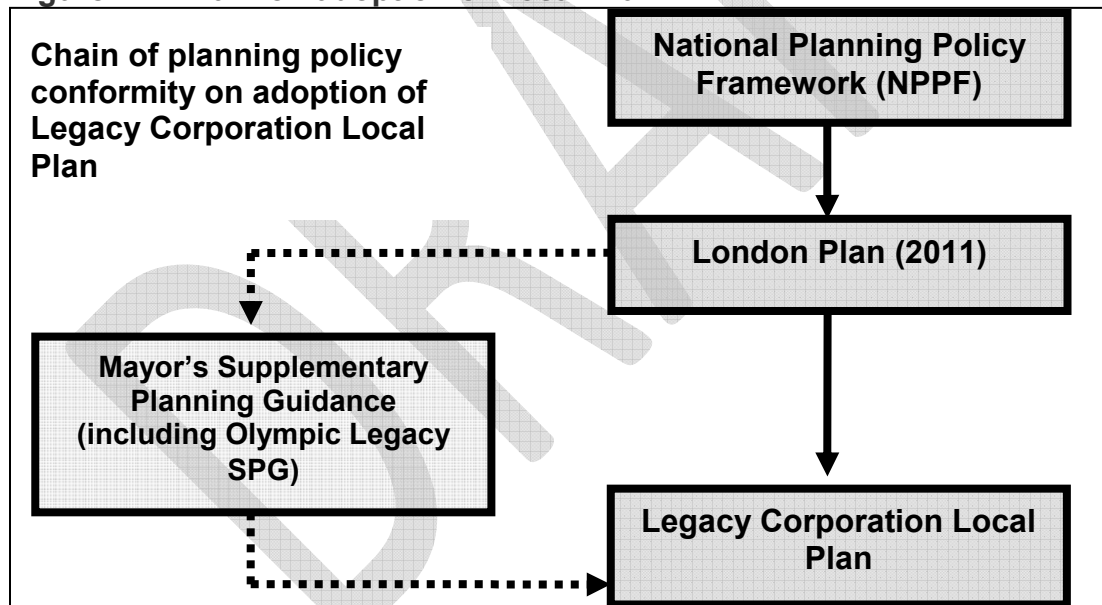 Chain of planning policy
conformity on adoption of
Legacy Corporation Local
Plan
National Planning Policy
Framework (NPPF)
London Plan (2011)
Mayor’s Supplementary
Planning Guidance
(including Olympic Legacy
SPG)
Legacy Corporation Local
Plan